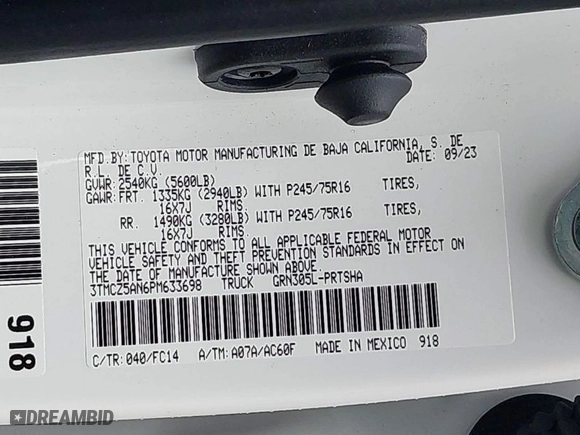 MFD.BY:TOYOTA MOTOR MANUFACTURING DE BAJA CALIFORNIA, S. DE
R.L. DE C.V. DATE: 09/23
GVWR:2540KG (5600LB)
GAWR:FRT. 1335KG (2940LB) WITH P245/75R16 TIRES,
16X7J RIMS.
RR. 1490KG (3280LB) WITH P245/75R16 TIRES,
16X7J RIMS.
THIS VEHICLE CONFORMS TO ALL APPLICABLE FEDERAL MOTOR
VEHICLE SAFETY AND THEFT PREVENTION STANDARDS IN EFFECT ON
THE DATE OF MANUFACTURE SHOWN ABOVE.
3TMCZ5AN6PM633698 TRUCK GRN305L-PRTSHA
C/TR:040/FC14 A/TM:A07A/AC60F MADE IN MEXICO 918
918
DREAMBID